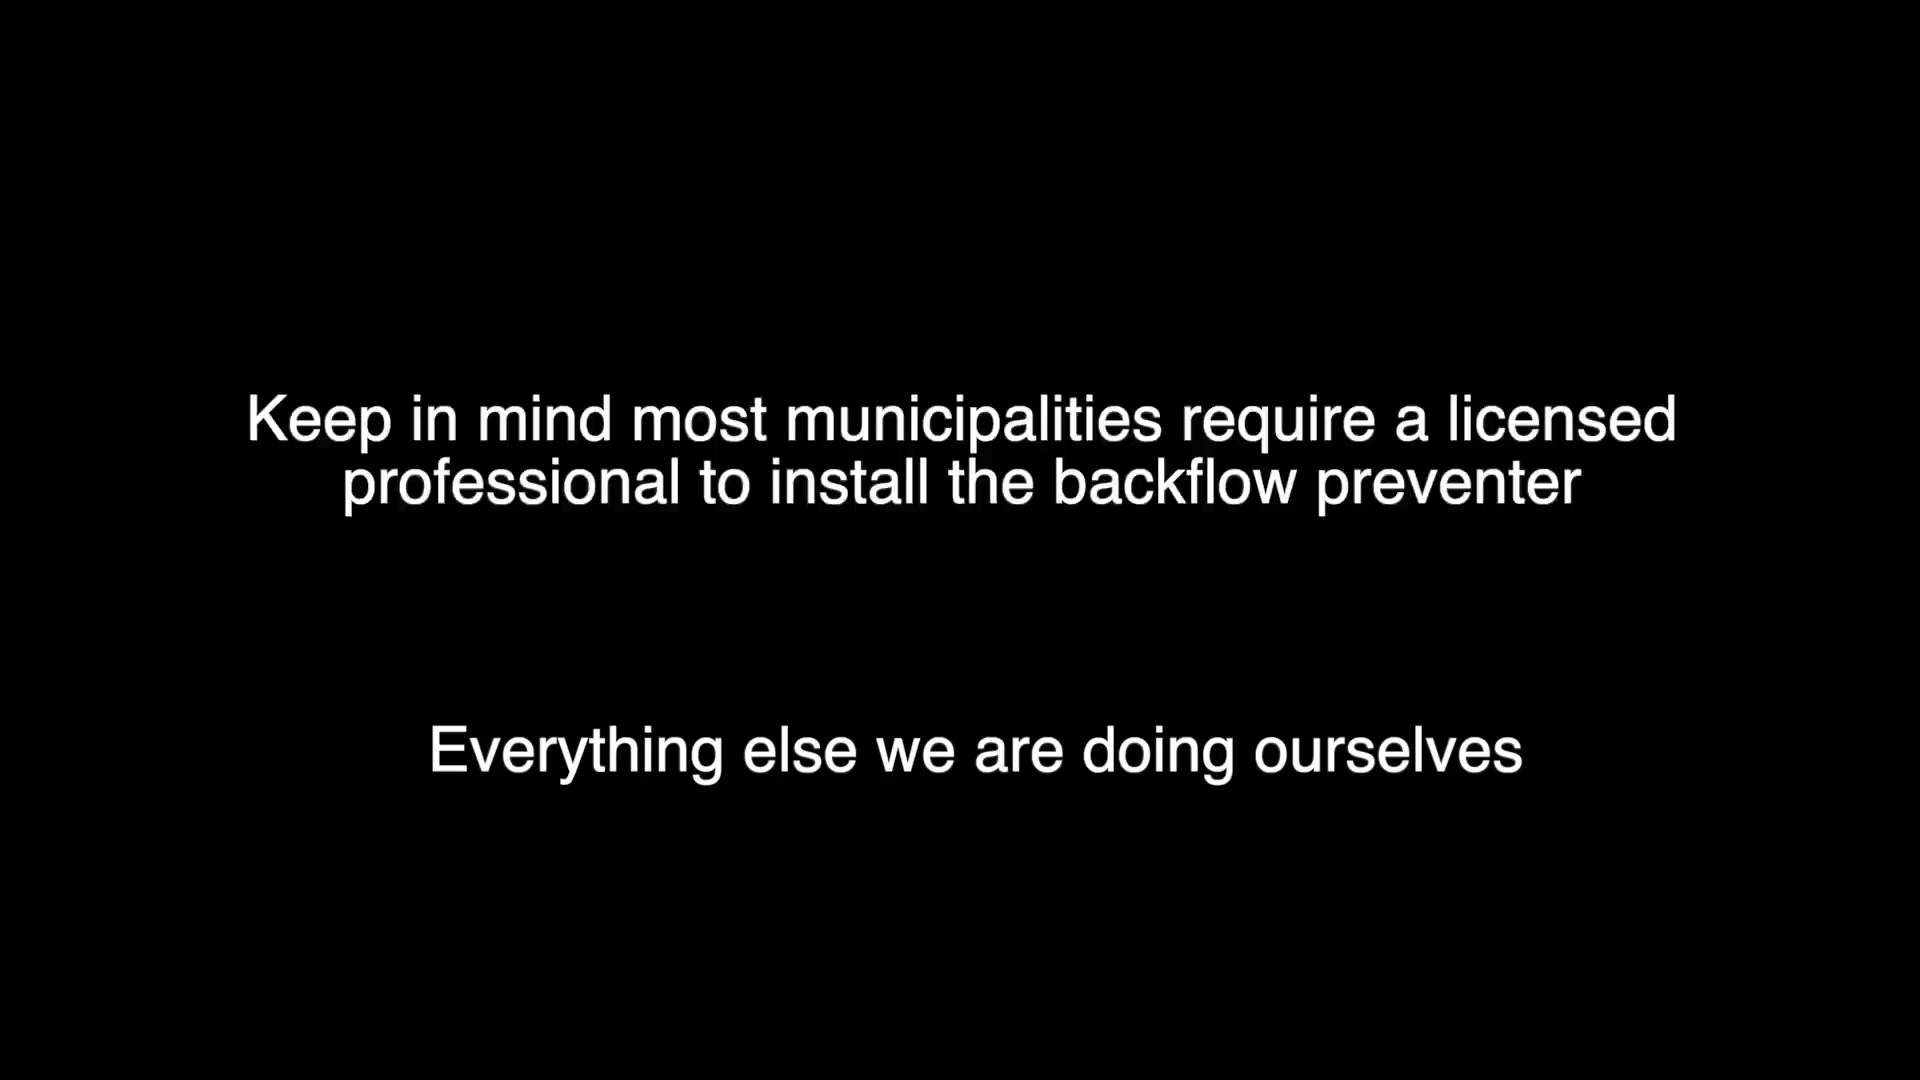 Keep in mind most municipalities require a licensed
professional to install the backflow preventer
Everything else we are doing ourselves